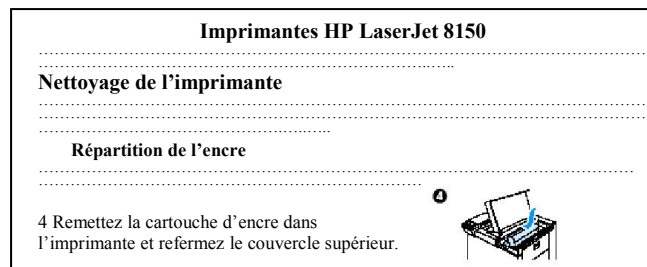 Imprimantes HP LaserJet 8150
……………………………………………………………………………………………
…………………………………………………………..…..
Nettoyage de l’imprimante
……………………………………………………………………………………………
……………………………………………………………………………………………
……………………………………….…..
Répartition de l’encre
…………………………………………………………………………………………
…………………………………………………………
4
4 Remettez la cartouche d’encre dans
l’imprimante et refermez le couvercle supérieur.